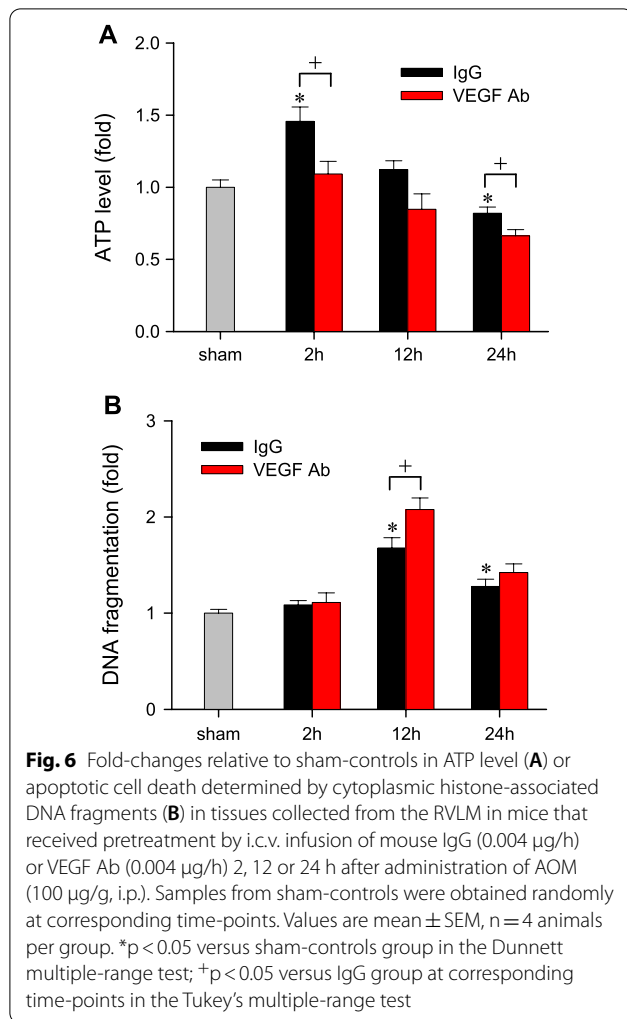 A
2.0
1.5
1.0
0.5
0.0
ATP level (fold)
+
*
IgG
VEGF Ab
+
*
sham 2h 12h 24h
B
3
2
1
0
DNA fragmentation (fold)
IgG
VEGF Ab
+
*
*
sham 2h 12h 24h
Fig. 6 Fold-changes relative to sham-controls in ATP level (A) or
apoptotic cell death determined by cytoplasmic histone-associated
DNA fragments (B) in tissues collected from the RVLM in mice that
received pretreatment by i.c.v. infusion of mouse IgG (0.004 μg/h)
or VEGF Ab (0.004 μg/h) 2, 12 or 24 h after administration of AOM
(100 μg/g, i.p.). Samples from sham-controls were obtained randomly
at corresponding time-points. Values are mean ± SEM, n = 4 animals
per group. *p < 0.05 versus sham-controls group in the Dunnett
multiple-range test; +p < 0.05 versus IgG group at corresponding
time-points in the Tukey's multiple-range test